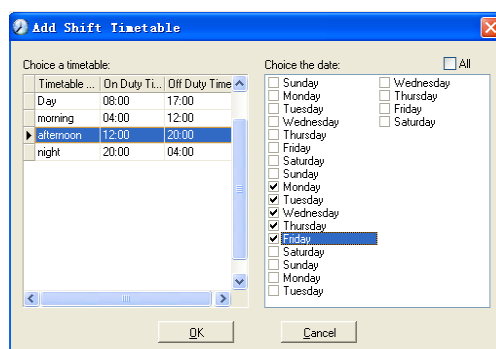 Add Shift Timetable
Choice a timetable:
Timetable ... On Duty Ti... Off Duty Time
Day 08:00 17:00
morning 04:00 12:00
afternoon 12:00 20:00
night 20:00 04:00
Choice the date:
All
Sunday
Monday
Tuesday
Wednesday
Thursday
Friday
Saturday
Sunday
Monday
Tuesday
Wednesday
Thursday
Friday
Saturday
Sunday
Monday
Tuesday
Wednesday
Thursday
Friday
Saturday
OK
Cancel